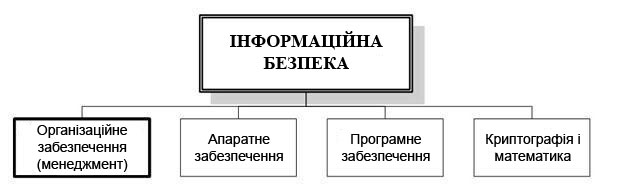 ІНФОРМАЦІЙНА
БЕЗПЕКА
Організаційне
забезпечення
(менеджмент)
Апаратне
забезпечення
Програмне
забезпечення
Криптографія і
математика